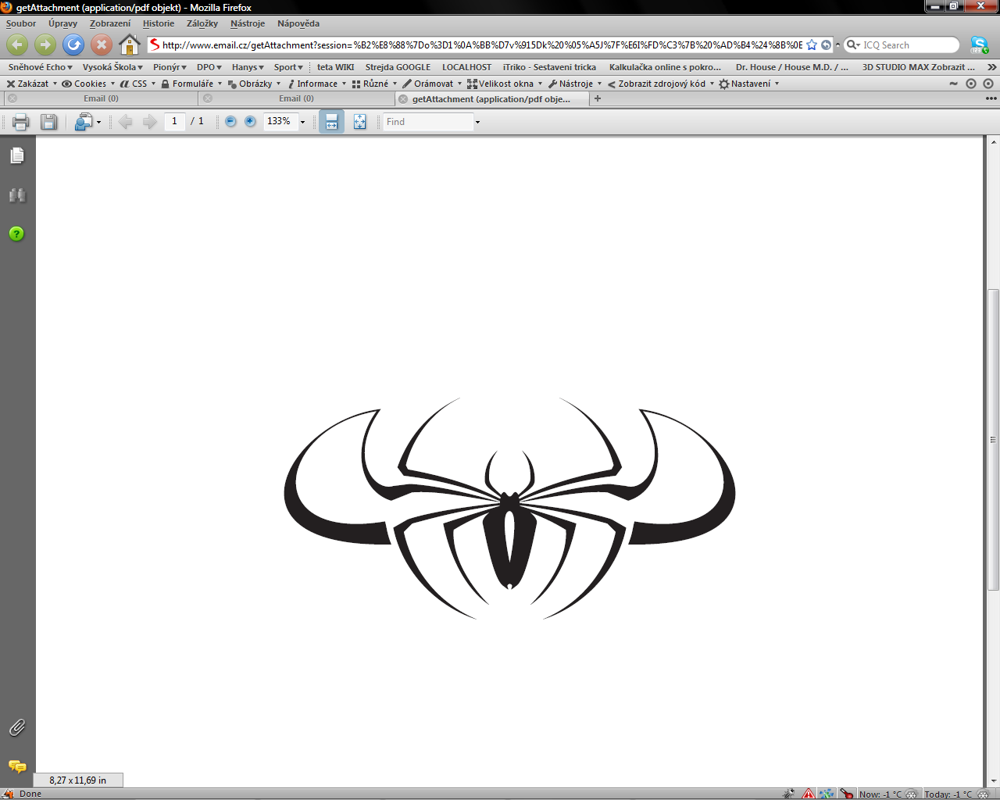 getAttachment (application/pdf objekt) - Mozilla Firefox
Soubor Úpravy Zobrazení Historie Záložky Nástroje Nápověda
http://www.email.cz/getAttachment?session=%B2%E8%88%7Do%3D1%0A%BB%D7v%915Dk%20%05%A5J%7F%E6I%FD%C3%7B%20%AD%B4%24%8B%0E ICQ Search
Sněhové Echo Vysoká Škola Pionýr DPO Hanys Sport teta WIKI Strejda GOOGLE LOCALHOST iTriko - Sestaveni tricka Kalkulačka online s pokro... Dr. House / House M.D. / ... 3D STUDIO MAX Zobrazit ...
Zakázat Cookies CSS Formuláře Obrázky Informace Různé Orámovat Velikost okna Nástroje Zobrazit zdrojový kód Nastavení
Email (0) Email (0) getAttachment (application/pdf obje...
1 / 1 133% Find
8,27 x 11,69 in
Done Now: -1 °C Today: -1 °C